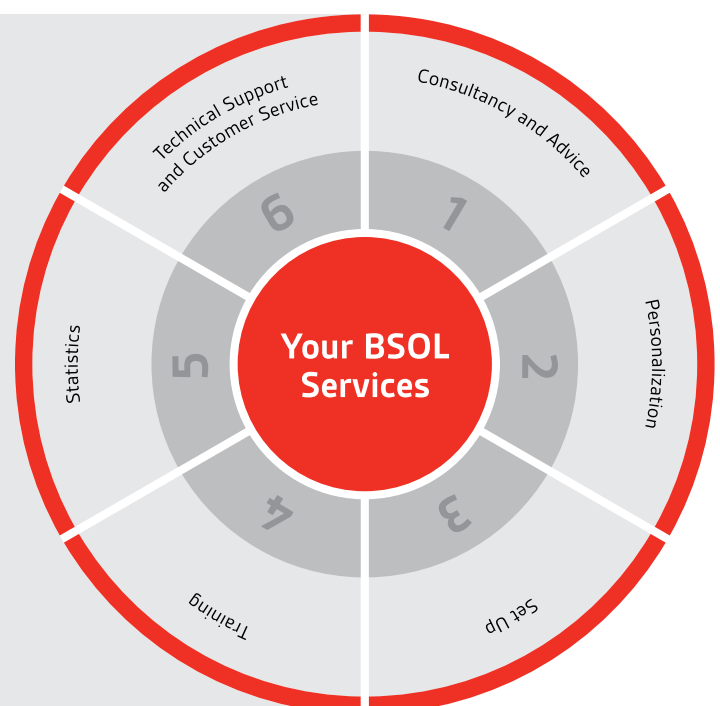 Your BSOL
Services
1
Consultancy and Advice
2
Personalization
3
Set Up
4
Training
5
Statistics
6
Technical Support
and Customer Service